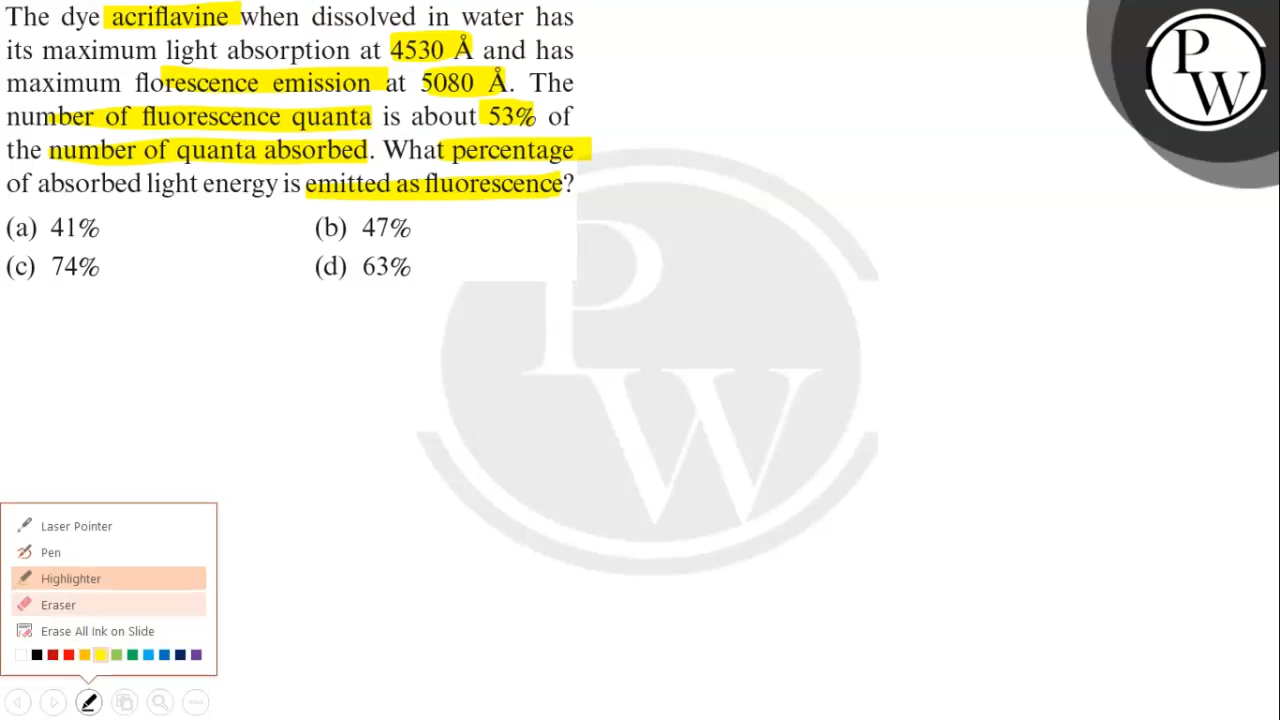 The dye acriflavine when dissolved in water has
its maximum light absorption at 4530 Å and has
maximum florescence emission at 5080 Å. The
number of fluorescence quanta is about 53% of
the number of quanta absorbed. What percentage
of absorbed light energy is emitted as fluorescence?
(a) 41% (b) 47%
(c) 74% (d) 63%
P
W
P
W
Laser Pointer
Pen
Highlighter
Eraser
Erase All Ink on Slide